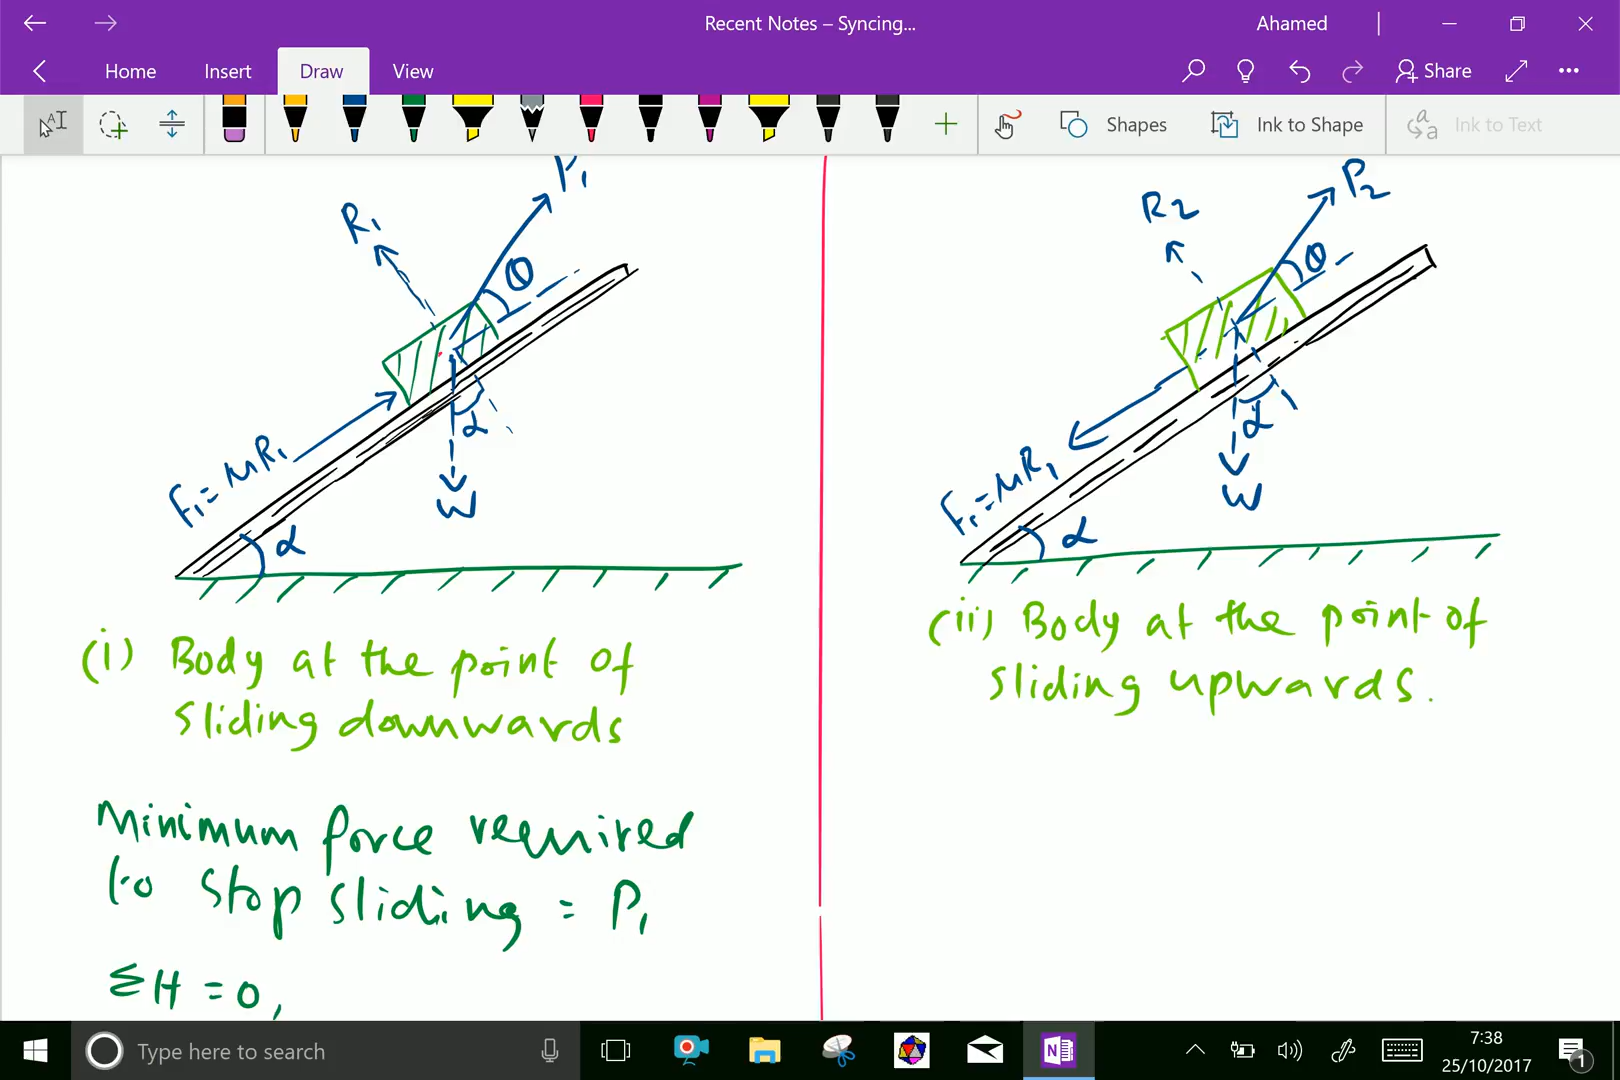 Recent Notes – Syncing...
Ahamed
Home
Insert
Draw
View
Share
Shapes
Ink to Shape
Ink to Text
P₁
R₁
θ
F₁ = μR₁
α
W
α
(i) Body at the point of
sliding downwards
Minimum force required
to stop sliding = P₁
ΣH = 0,
P₂
R2
θ
F₁ = μR₁
α
W
α
(ii) Body at the point of
sliding upwards.
Type here to search
7:38
25/10/2017
1